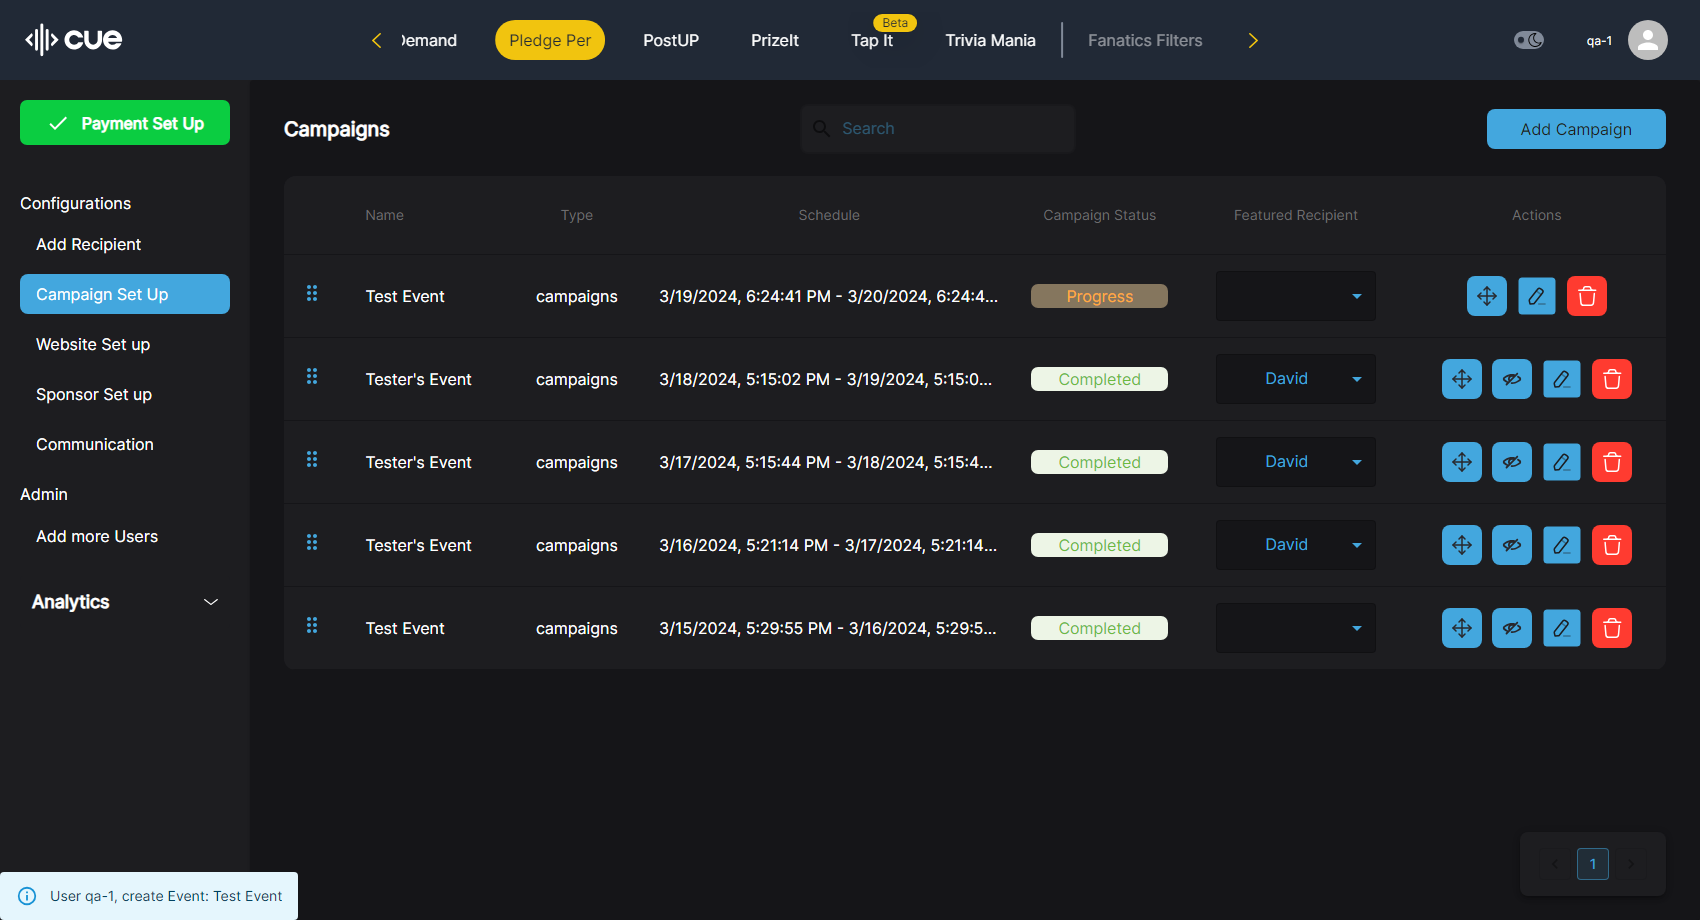 cue
Demand
Pledge Per
PostUP
PrizeIt
Beta
Tap It
Trivia Mania
Fanatics Filters
qa-1
Payment Set Up
Configurations
Add Recipient
Campaign Set Up
Website Set up
Sponsor Set up
Communication
Admin
Add more Users
Analytics
Campaigns
Search
Add Campaign
Name Type Schedule Campaign Status Featured Recipient Actions
Test Event campaigns 3/19/2024, 6:24:41 PM - 3/20/2024, 6:24:4... Progress
Tester's Event campaigns 3/18/2024, 5:15:02 PM - 3/19/2024, 5:15:0... Completed David
Tester's Event campaigns 3/17/2024, 5:15:44 PM - 3/18/2024, 5:15:4... Completed David
Tester's Event campaigns 3/16/2024, 5:21:14 PM - 3/17/2024, 5:21:14... Completed David
Test Event campaigns 3/15/2024, 5:29:55 PM - 3/16/2024, 5:29:5... Completed
1
User qa-1, create Event: Test Event